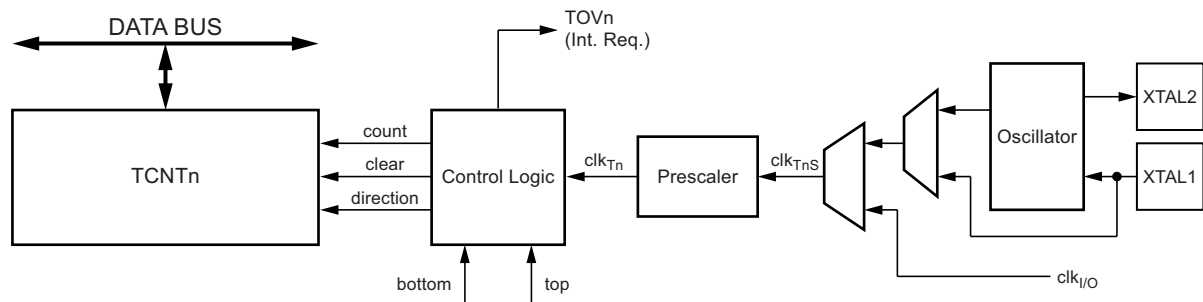 DATA BUS
TOVn
(Int. Req.)
TCNTn
count
clear
direction
Control Logic
bottom
top
clkTn
Prescaler
clkTnS
Oscillator
XTAL2
XTAL1
clkI/O